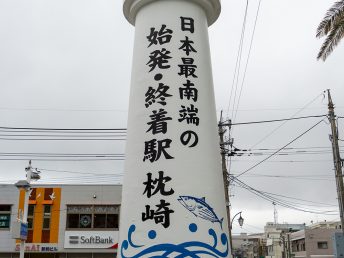 日本最南端の
始発・終着駅 枕崎
SoftBank